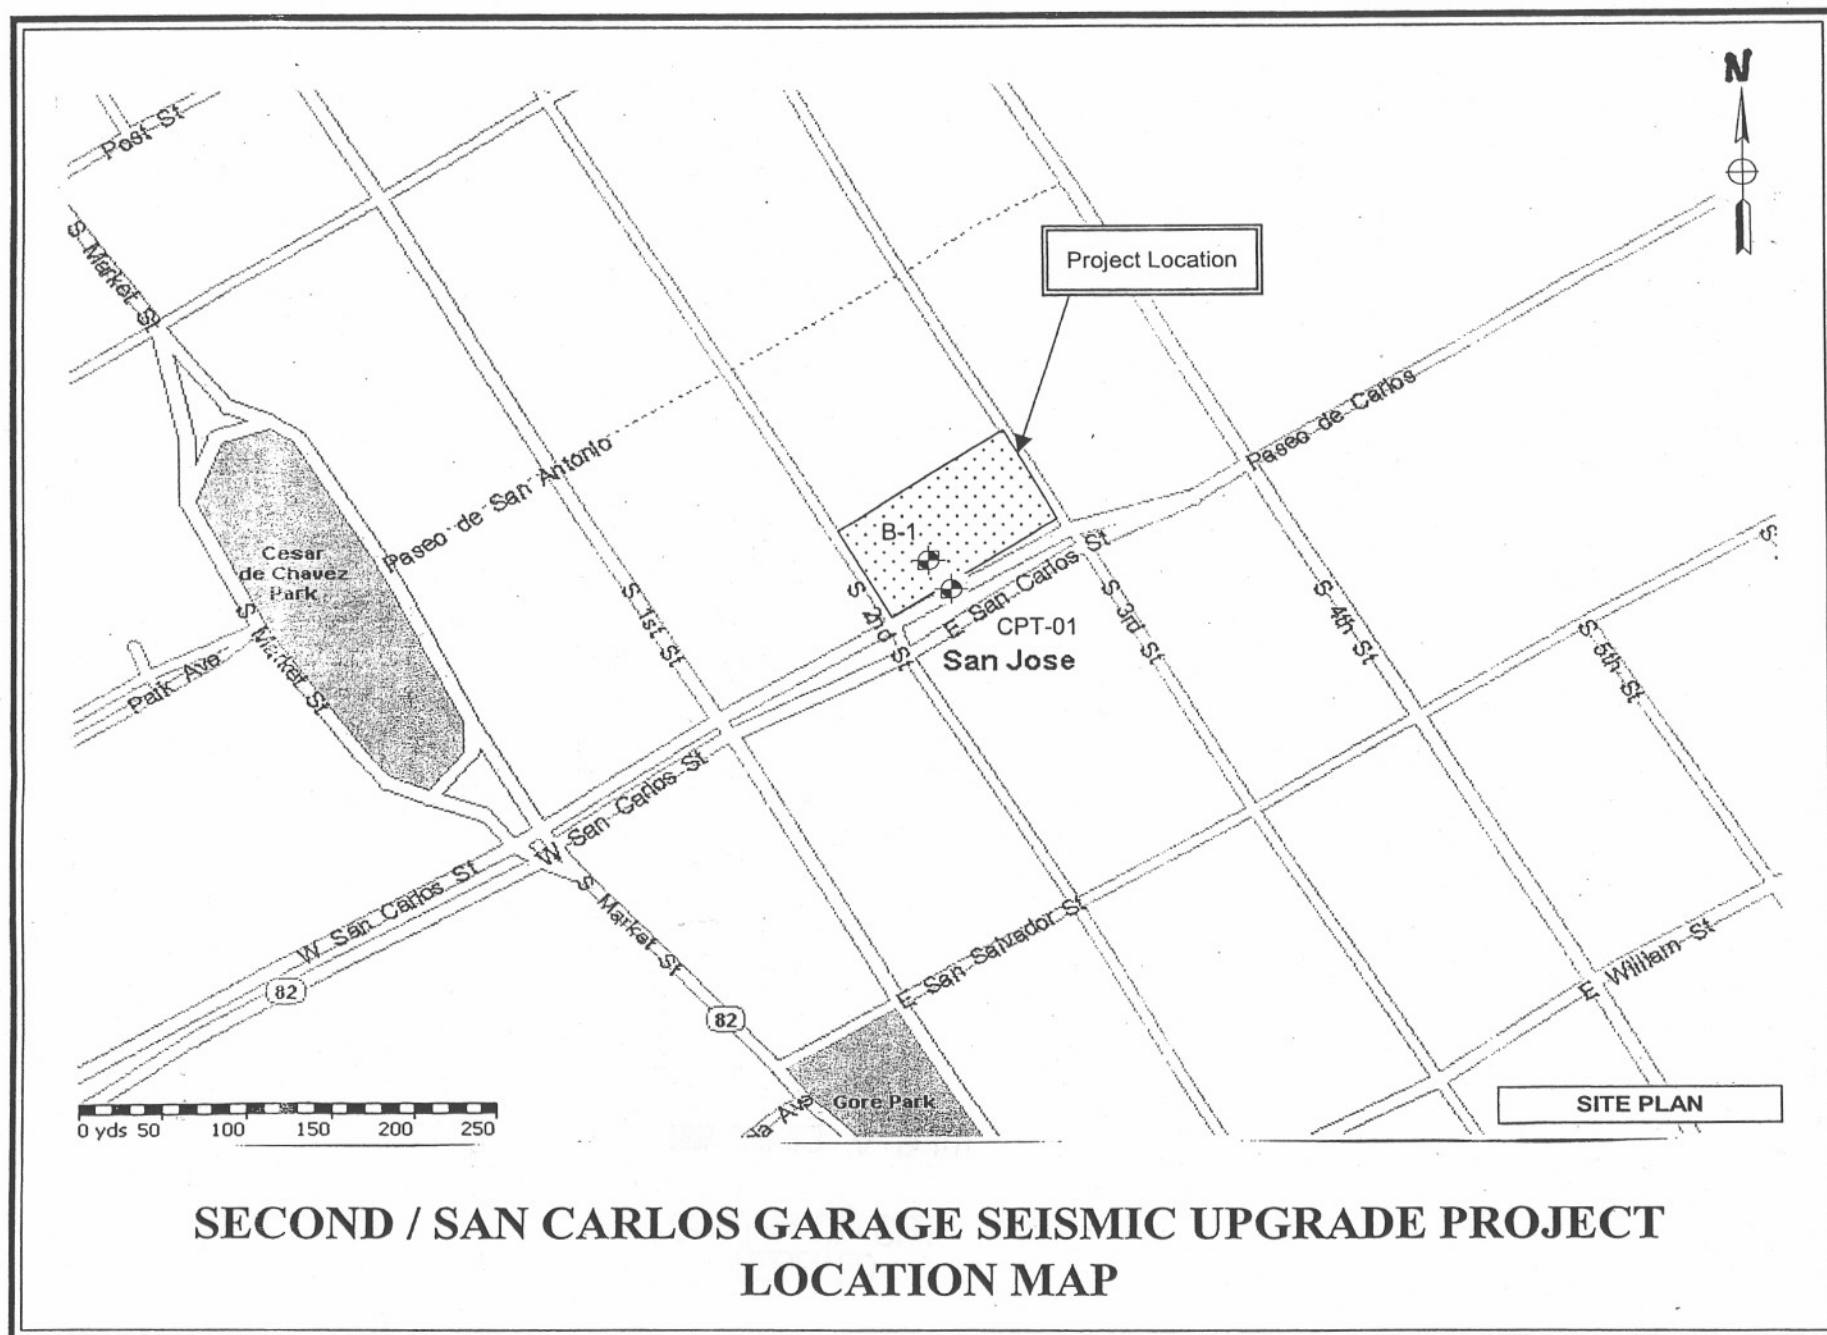 N
Post St
S Market St
Project Location
Paseo de Carlos
Paseo de San Antonio
B-1
Cesar
de Chavez
Park
S Market St
Park Ave
S 1st St
S 2nd St
E San Carlos St
S 3rd St
S 4th St
S 5th St
CPT-01
San Jose
W San Carlos St
W San Carlos St
82
S Market St
82
E San Salvador St
E William St
Gore Park
Ave
0 yds 50 100 150 200 250
SITE PLAN
SECOND / SAN CARLOS GARAGE SEISMIC UPGRADE PROJECT
LOCATION MAP